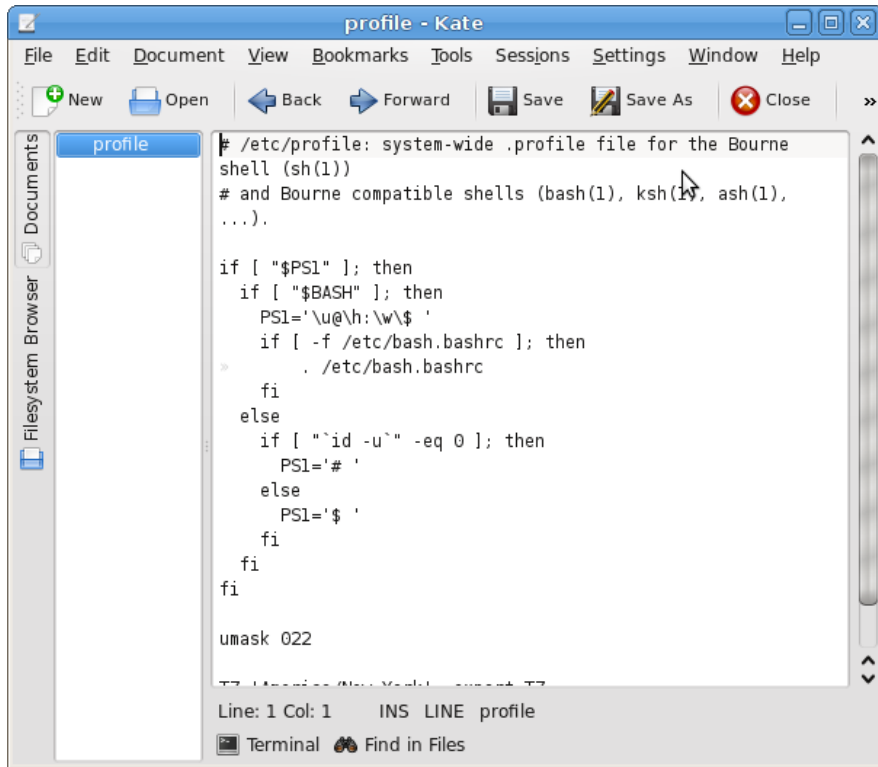 profile - Kate
File Edit Document View Bookmarks Tools Sessions Settings Window Help
New Open Back Forward Save Save As Close »
Documents
Filesystem Browser
profile
# /etc/profile: system-wide .profile file for the Bourne
shell (sh(1))
# and Bourne compatible shells (bash(1), ksh(1), ash(1),
...).

if [ "$PS1" ]; then
  if [ "$BASH" ]; then
    PS1='\u@\h:\w\$ '
    if [ -f /etc/bash.bashrc ]; then
»       . /etc/bash.bashrc
    fi
  else
    if [ "`id -u`" -eq 0 ]; then
      PS1='# '
    else
      PS1='$ '
    fi
  fi
fi

umask 022

Line: 1 Col: 1 INS LINE profile
Terminal Find in Files